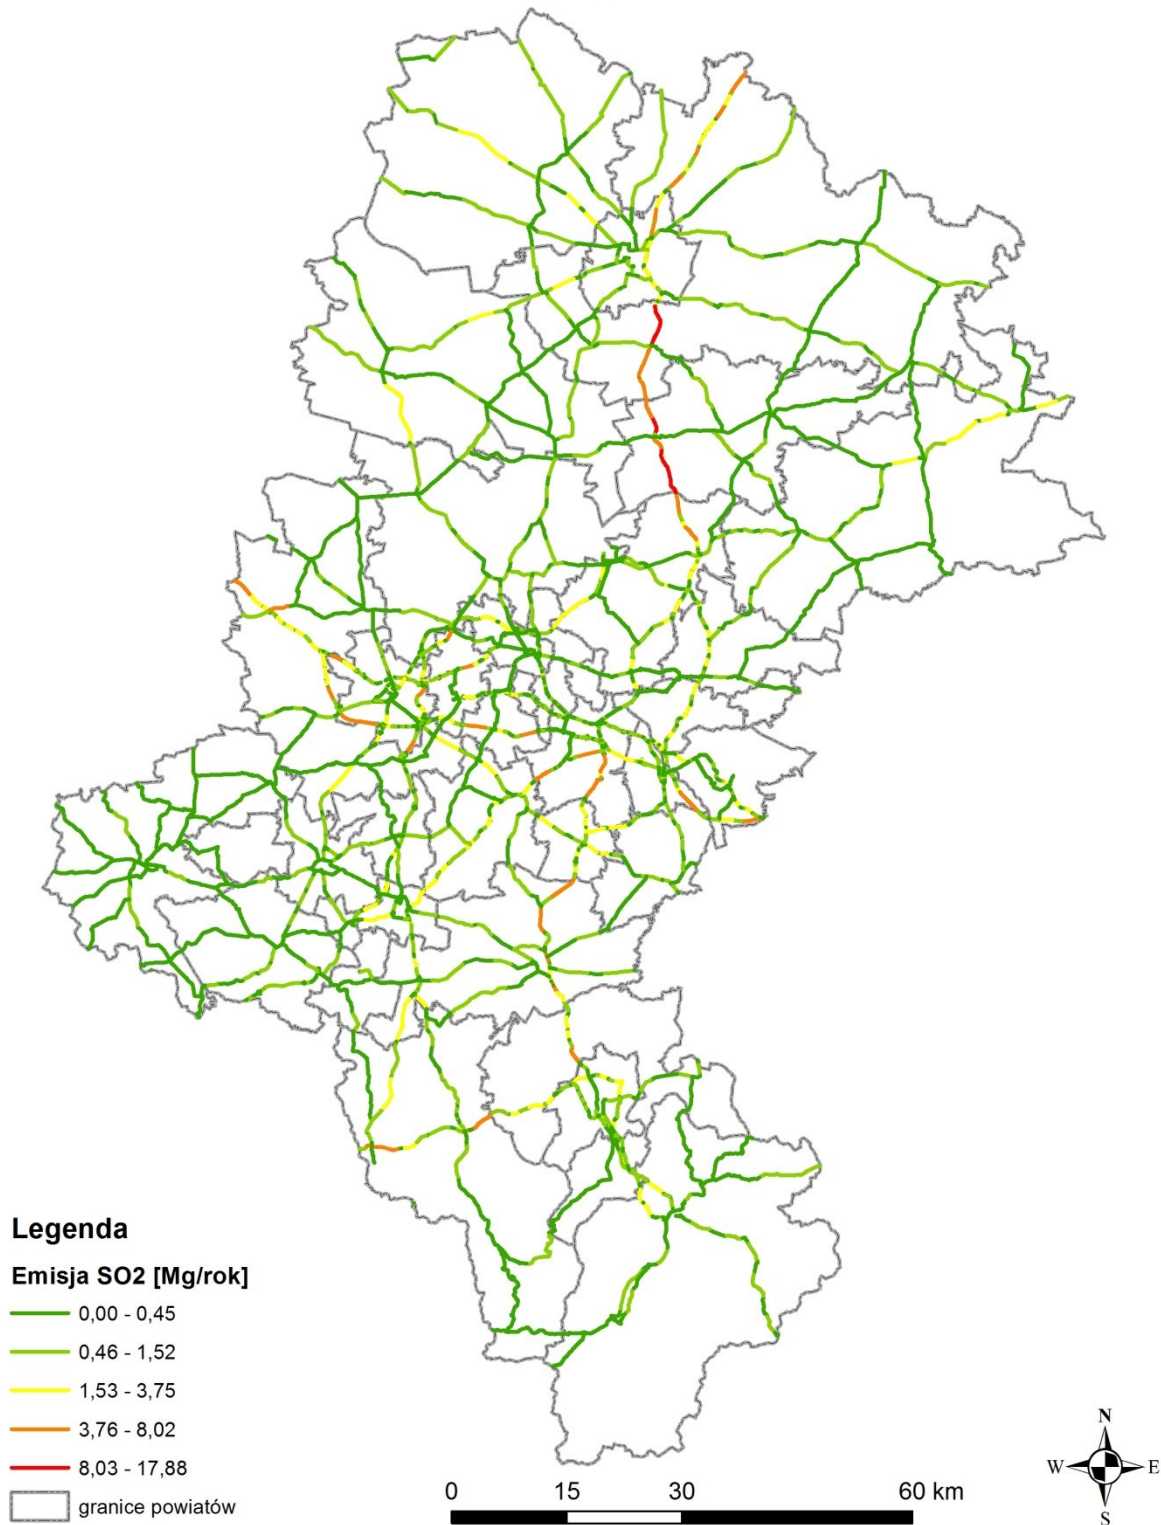 Legenda
Emisja SO2 [Mg/rok]
0,00 - 0,45
0,46 - 1,52
1,53 - 3,75
3,76 - 8,02
8,03 - 17,88
granice powiatów
0 15 30 60 km
N
W E
S